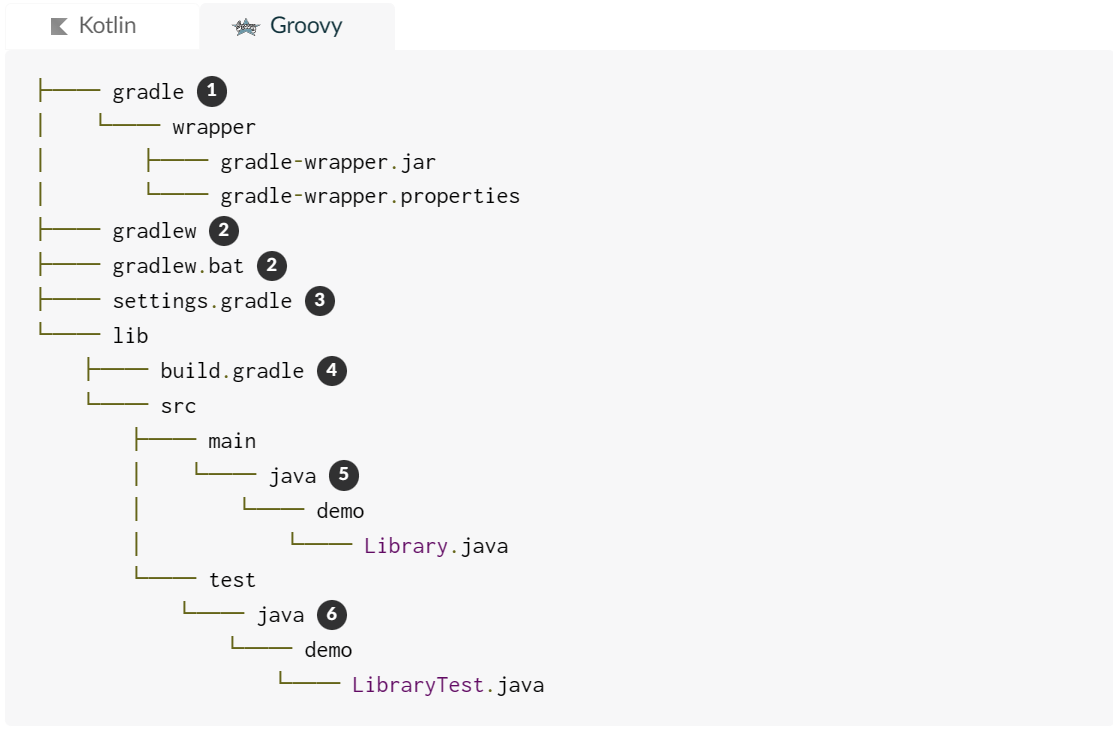 Kotlin Groovy
├── gradle 1
│   └── wrapper
│       ├── gradle-wrapper.jar
│       └── gradle-wrapper.properties
├── gradlew 2
├── gradlew.bat 2
├── settings.gradle 3
└── lib
    ├── build.gradle 4
    └── src
        ├── main
        │   └── java 5
        │       └── demo
        │           └── Library.java
        └── test
            └── java 6
                └── demo
                    └── LibraryTest.java